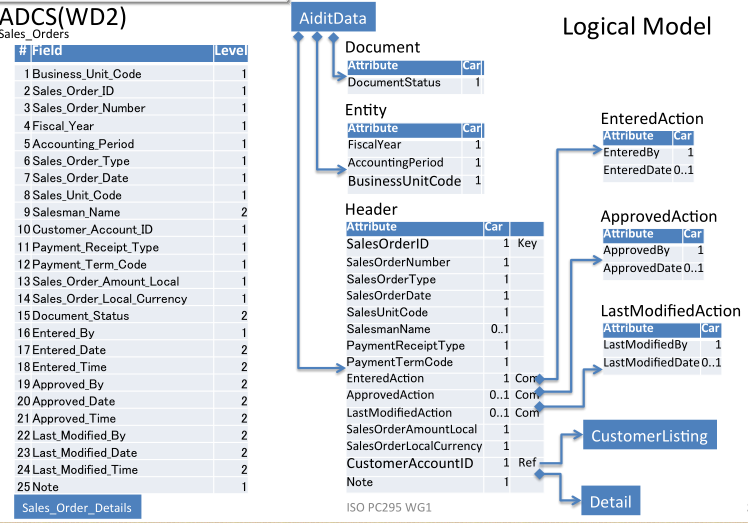 ADCS(WD2)
Sales_Orders
# Field Level
1 Business_Unit_Code 1
2 Sales_Order_ID 1
3 Sales_Order_Number 1
4 Fiscal_Year 1
5 Accounting_Period 1
6 Sales_Order_Type 1
7 Sales_Order_Date 1
8 Sales_Unit_Code 1
9 Salesman_Name 2
10 Customer_Account_ID 1
11 Payment_Receipt_Type 1
12 Payment_Term_Code 1
13 Sales_Order_Amount_Local 1
14 Sales_Order_Local_Currency 1
15 Document_Status 2
16 Entered_By 1
17 Entered_Date 2
18 Entered_Time 2
19 Approved_By 2
20 Approved_Date 2
21 Approved_Time 2
22 Last_Modified_By 2
23 Last_Modified_Date 2
24 Last_Modified_Time 2
25 Note 1
Sales_Order_Details
AiditData
Document
Attribute Car
DocumentStatus 1
Entity
Attribute Car
FiscalYear 1
AccountingPeriod 1
BusinessUnitCode 1
Header
Attribute Car
SalesOrderID 1 Key
SalesOrderNumber 1
SalesOrderType 1
SalesOrderDate 1
SalesUnitCode 1
SalesmanName 0..1
PaymentReceiptType 1
PaymentTermCode 1
EnteredAction 1 Com
ApprovedAction 0..1 Com
LastModifiedAction 0..1 Com
SalesOrderAmountLocal 1
SalesOrderLocalCurrency 1
CustomerAccountID 1 Ref
Note 1
ISO PC295 WG1
Logical Model
EnteredAction
Attribute Car
EnteredBy 1
EnteredDate 0..1
ApprovedAction
Attribute Car
ApprovedBy 1
ApprovedDate 0..1
LastModifiedAction
Attribute Car
LastModifiedBy 1
LastModifiedDate 0..1
CustomerListing
Detail